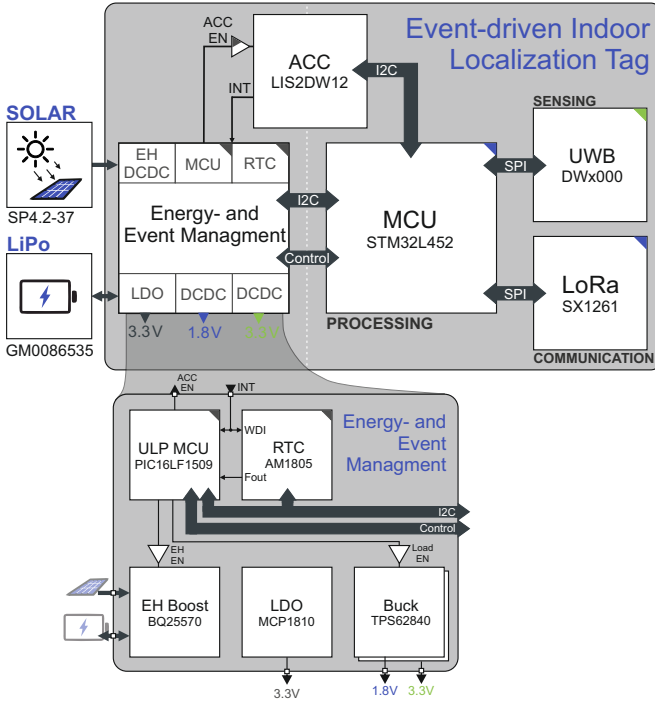 Event-driven Indoor
Localization Tag
ACC
EN
ACC
LIS2DW12
INT
I2C
SENSING
SOLAR
SP4.2-37
EH
DCDC
MCU
RTC
Energy- and
Event Managment
LDO
DCDC
DCDC
I2C
Control
MCU
STM32L452
SPI
UWB
DWx000
SPI
LoRa
SX1261
LiPo
GM0086535
3.3V
1.8V
3.3V
PROCESSING
COMMUNICATION
ACC
EN
INT
Energy- and
Event
Managment
ULP MCU
PIC16LF1509
WDI
RTC
AM1805
Fout
I2C
Control
EH
EN
Load
EN
EH Boost
BQ25570
LDO
MCP1810
Buck
TPS62840
3.3V
1.8V
3.3V